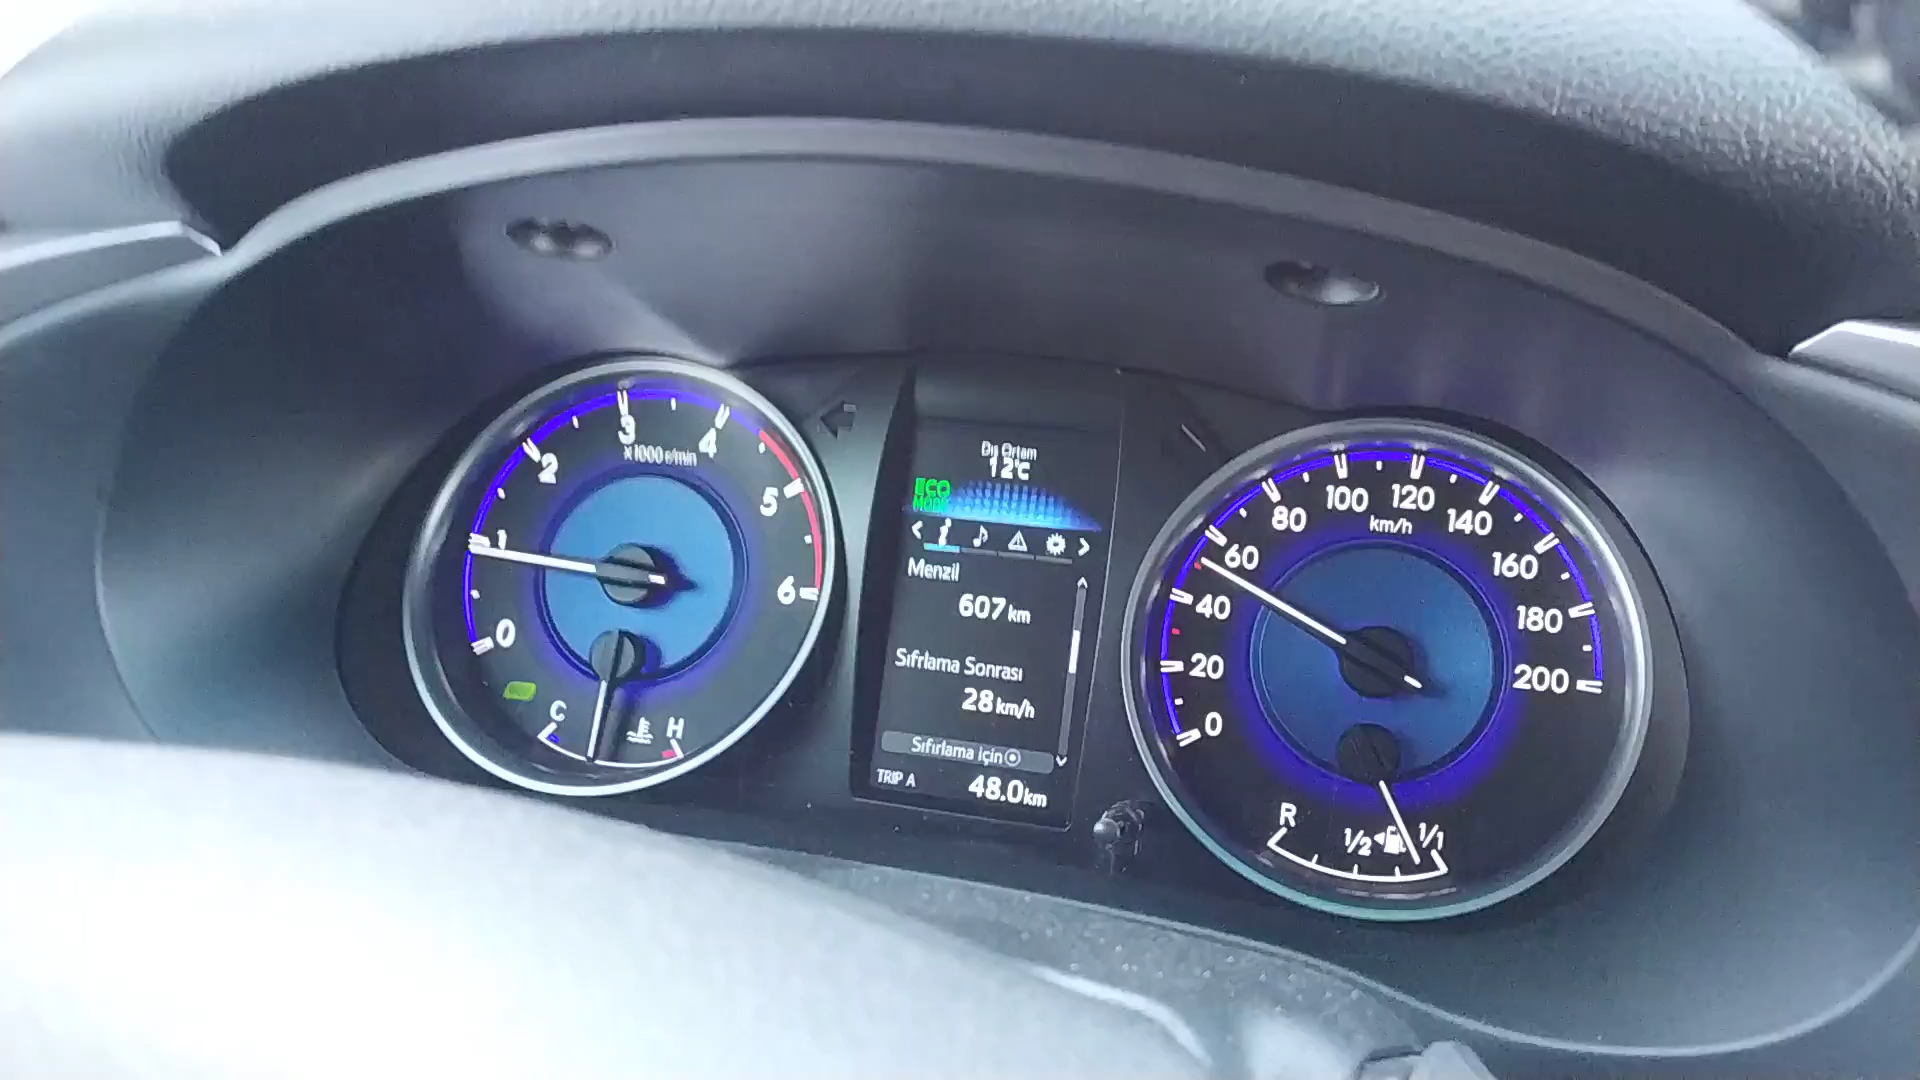 0
1
2
3
4
5
6
x1000 r/min
C
H
Dış Ortam
12°C
ECO
MODE
Menzil
607 km
Sıfırlama Sonrası
28 km/h
Sıfırlama için
TRIP A
48.0 km
0
20
40
60
80
100
120
140
160
180
200
km/h
R
1/2
1/1